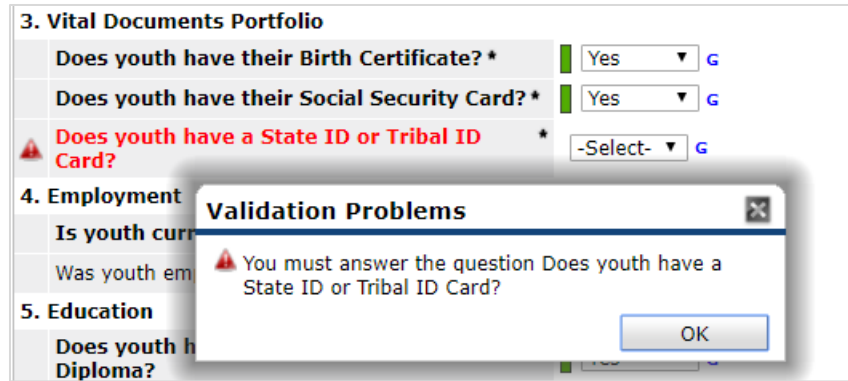 3. Vital Documents Portfolio
Does youth have their Birth Certificate? * Yes ▼ G
Does youth have their Social Security Card? * Yes ▼ G
Does youth have a State ID or Tribal ID * -Select- ▼ G
Card?
4. Employment
Validation Problems
Is youth curr
You must answer the question Does youth have a
Was youth em
State ID or Tribal ID Card?
5. Education
OK
Does youth h
Diploma?